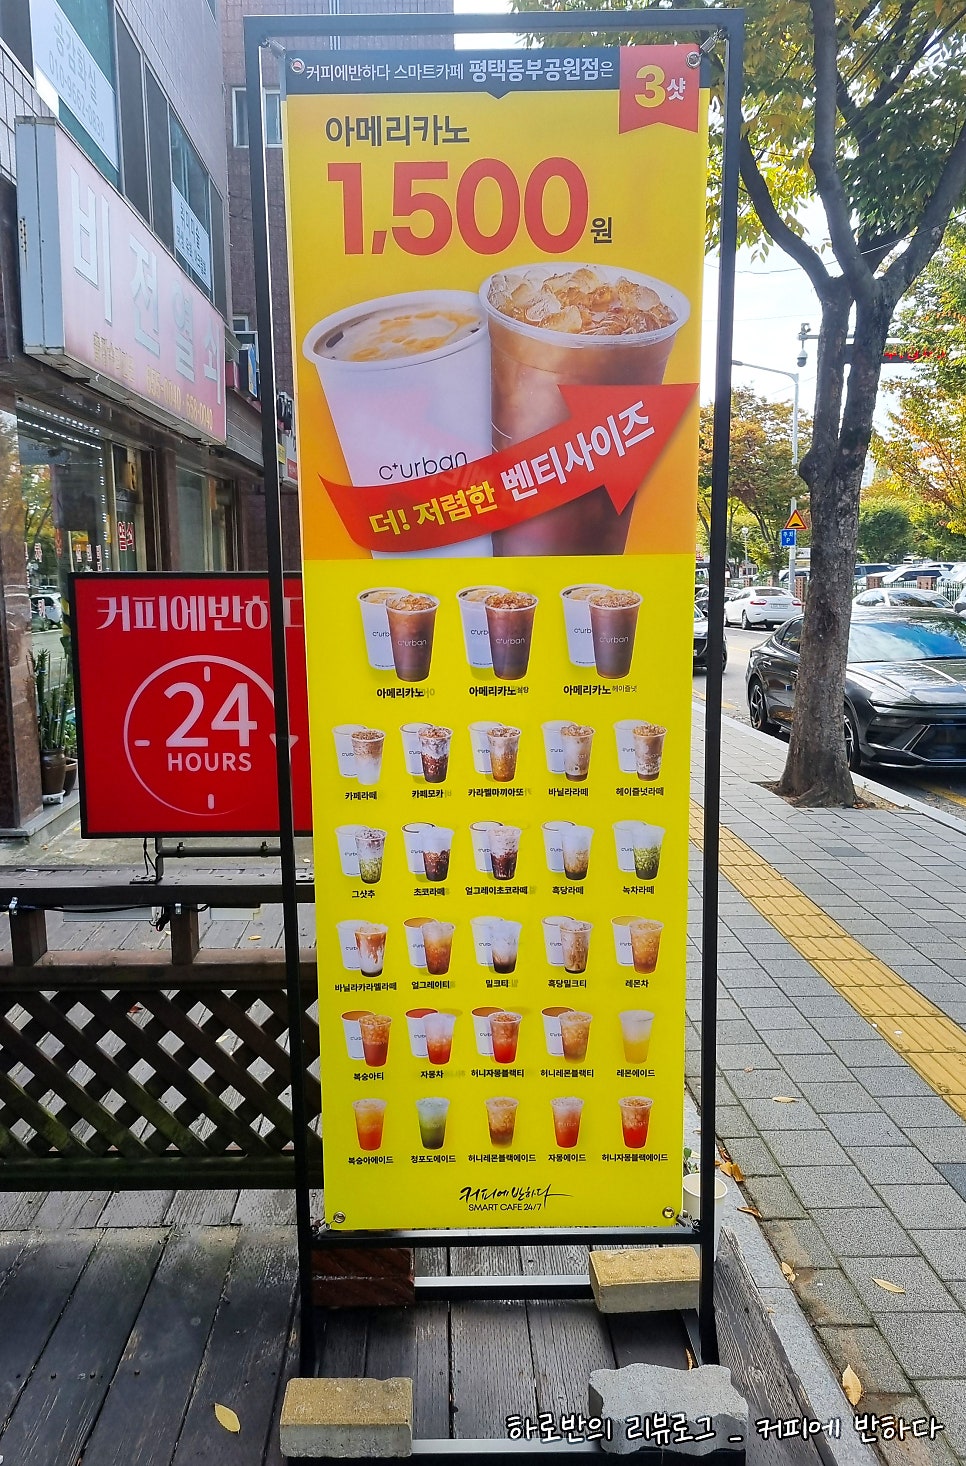 커피에반하다 스마트카페 평택동부공원점은
3샷
아메리카노
1,500원
c+urban
더! 저렴한 벤티사이즈
비전열쇠
커피에반하다
24
HOURS
c+urban
아메리카노 아메리카노 아메리카노 헤이즐넛
카페라떼 카페모카 카라멜마끼아또 바닐라라떼 헤이즐넛라떼
그샷추 초코라떼 얼그레이초코라떼 흑당라떼 녹차라떼
바닐라카라멜라떼 얼그레이티 밀크티 흑당밀크티 레몬차
복숭아티 자몽차 허니자몽블랙티 허니레몬블랙티 레몬에이드
복숭아에이드 청포도에이드 허니레몬블랙에이드 자몽에이드 허니자몽블랙에이드
커피에반하다
SMART CAFE 24/7
하로반의 리뷰로그 _ 커피에 반하다